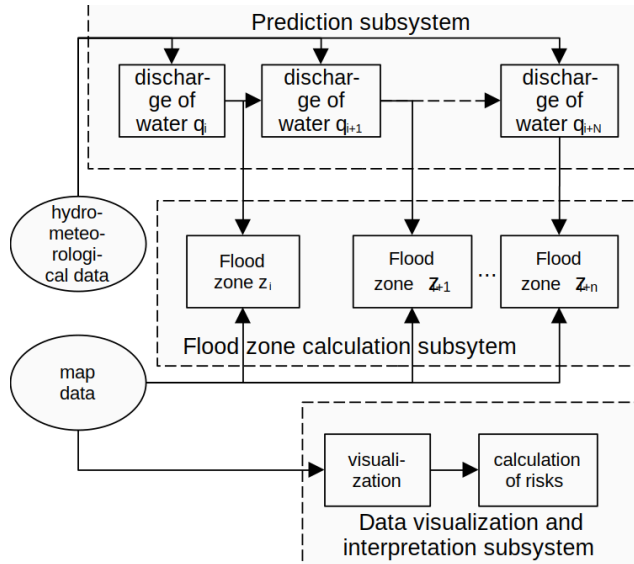 Prediction subsystem
dischar-
ge of
water qi
dischar-
ge of
water qi+1
dischar-
ge of
water qi+N
hydro-
meteo-
rologi-
cal data
Flood
zone zi
Flood
zone zi+1
...
Flood
zone zi+n
Flood zone calculation subsytem
map
data
visuali-
zation
calculation
of risks
Data visualization and
interpretation subsystem